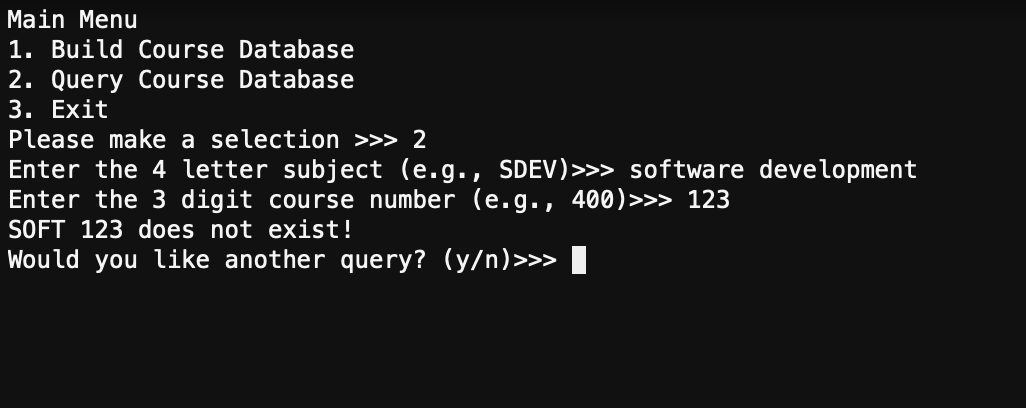 Main Menu
1. Build Course Database
2. Query Course Database
3. Exit
Please make a selection >>> 2
Enter the 4 letter subject (e.g., SDEV)>>> software development
Enter the 3 digit course number (e.g., 400)>>> 123
SOFT 123 does not exist!
Would you like another query? (y/n)>>>